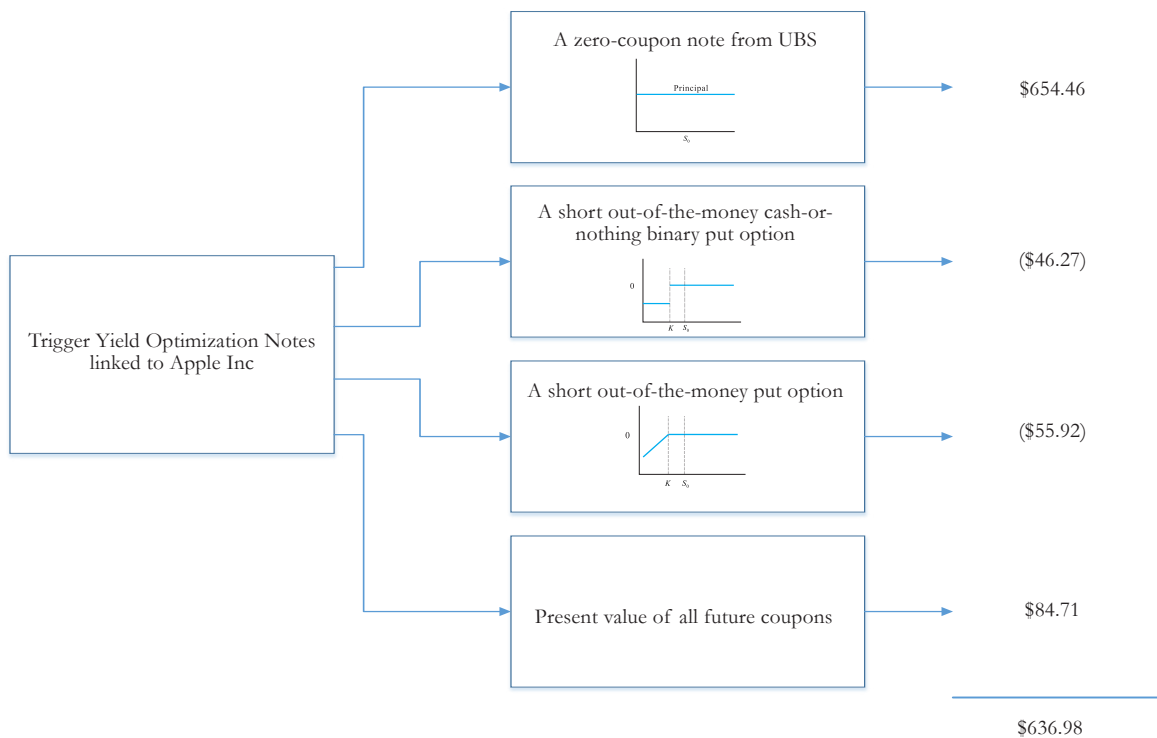 A zero-coupon note from UBS
Principal
S₀
$654.46
A short out-of-the-money cash-or-
nothing binary put option
0
K S₀
($46.27)
Trigger Yield Optimization Notes
linked to Apple Inc
A short out-of-the-money put option
0
K S₀
($55.92)
Present value of all future coupons
$84.71
$636.98